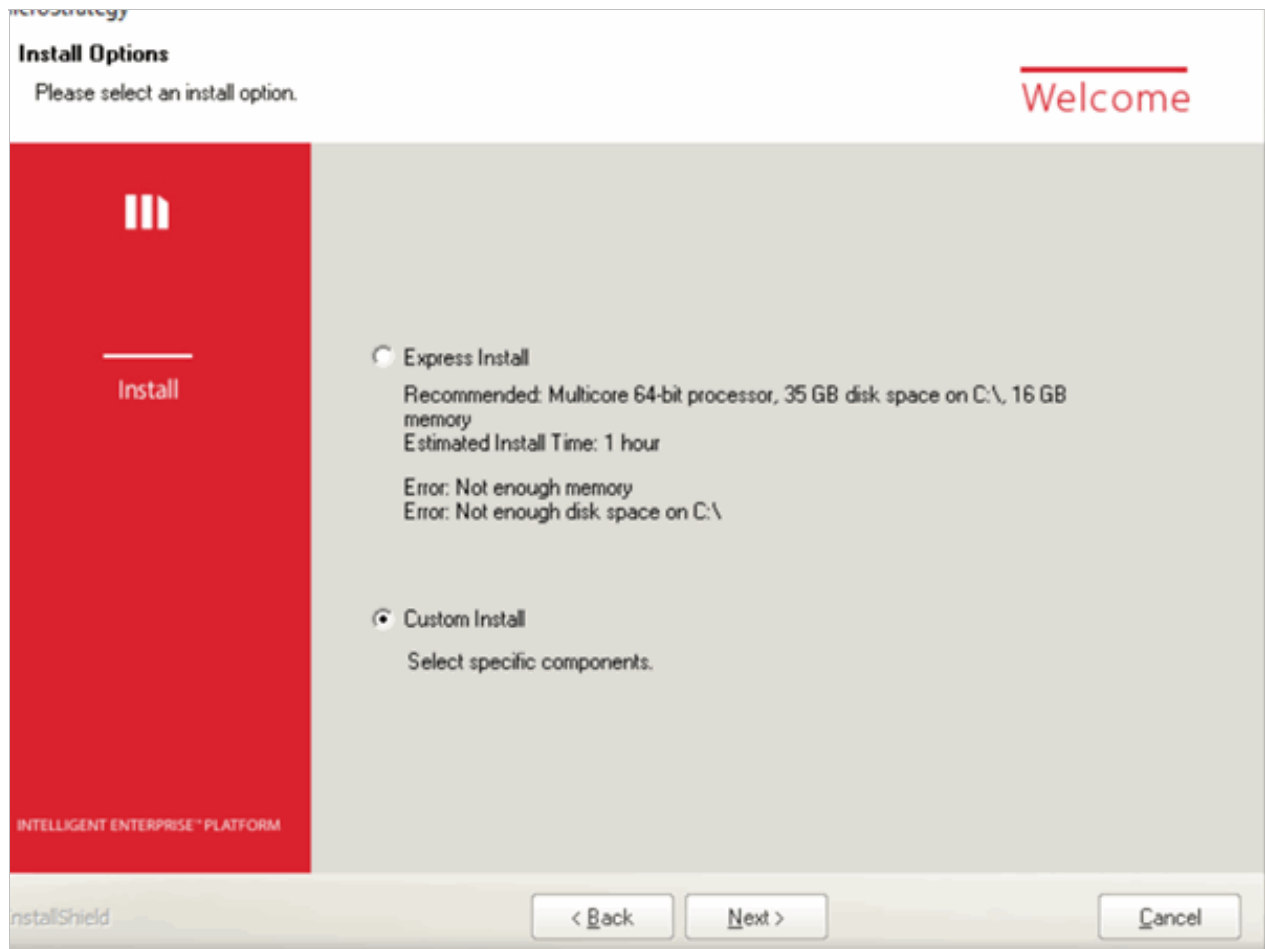 Install Options
Please select an install option.
Welcome
Install
Express Install
Recommended: Multicore 64-bit processor, 35 GB disk space on C:\, 16 GB
memory
Estimated Install Time: 1 hour
Error: Not enough memory
Error: Not enough disk space on C:\
Custom Install
Select specific components.
INTELLIGENT ENTERPRISE™ PLATFORM
nstallShield
< Back
Next >
Cancel